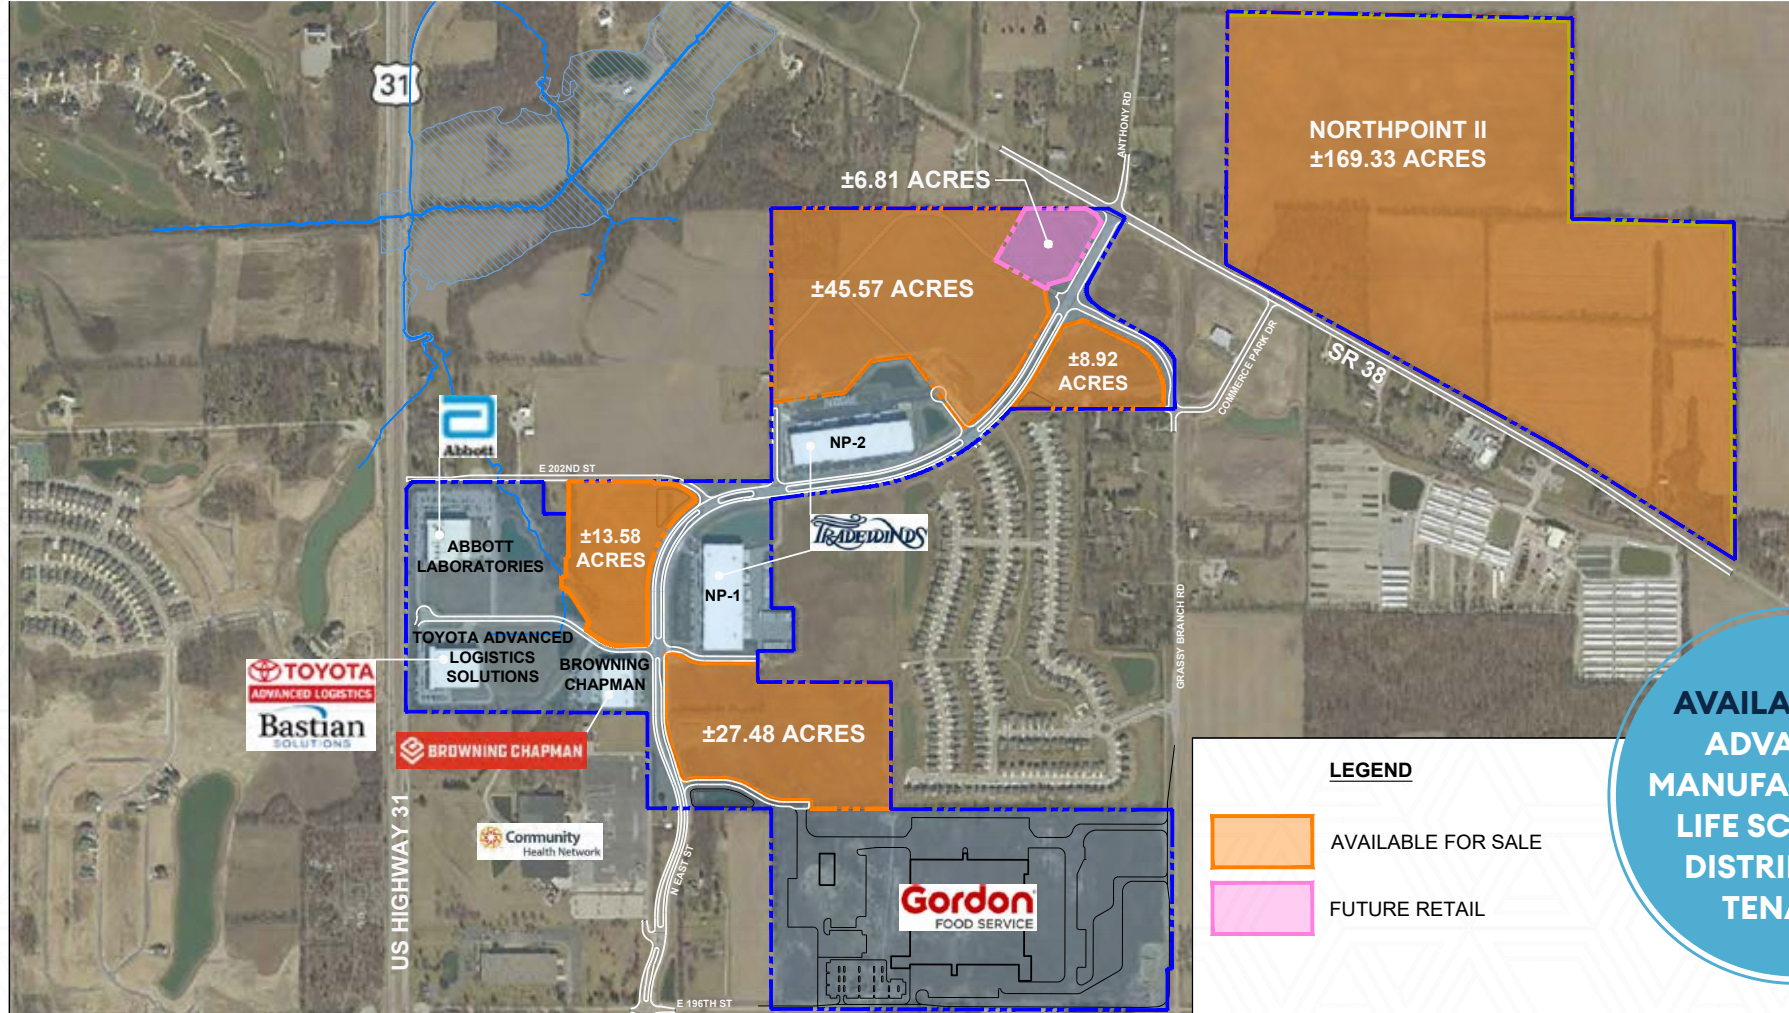 31
NORTHPOINT II
±169.33 ACRES
ANTHONY RD
±6.81 ACRES
±45.57 ACRES
±8.92
ACRES
COMMERCE PARK DR
SR 38
Abbott
NP-2
E 202ND ST
TRADEWINDS
±13.58
ACRES
ABBOTT
LABORATORIES
NP-1
GRASSY BRANCH RD
TOYOTA ADVANCED
LOGISTICS
SOLUTIONS
BROWNING
CHAPMAN
TOYOTA
ADVANCED LOGISTICS
Bastian
SOLUTIONS
BROWNING CHAPMAN
±27.48 ACRES
US HIGHWAY 31
Community
Health Network
N EAST ST
Gordon
FOOD SERVICE
E 196TH ST
LEGEND
AVAILABLE FOR SALE
FUTURE RETAIL
AVAILA
ADVA
MANUFA
LIFE SC
DISTRI
TENA